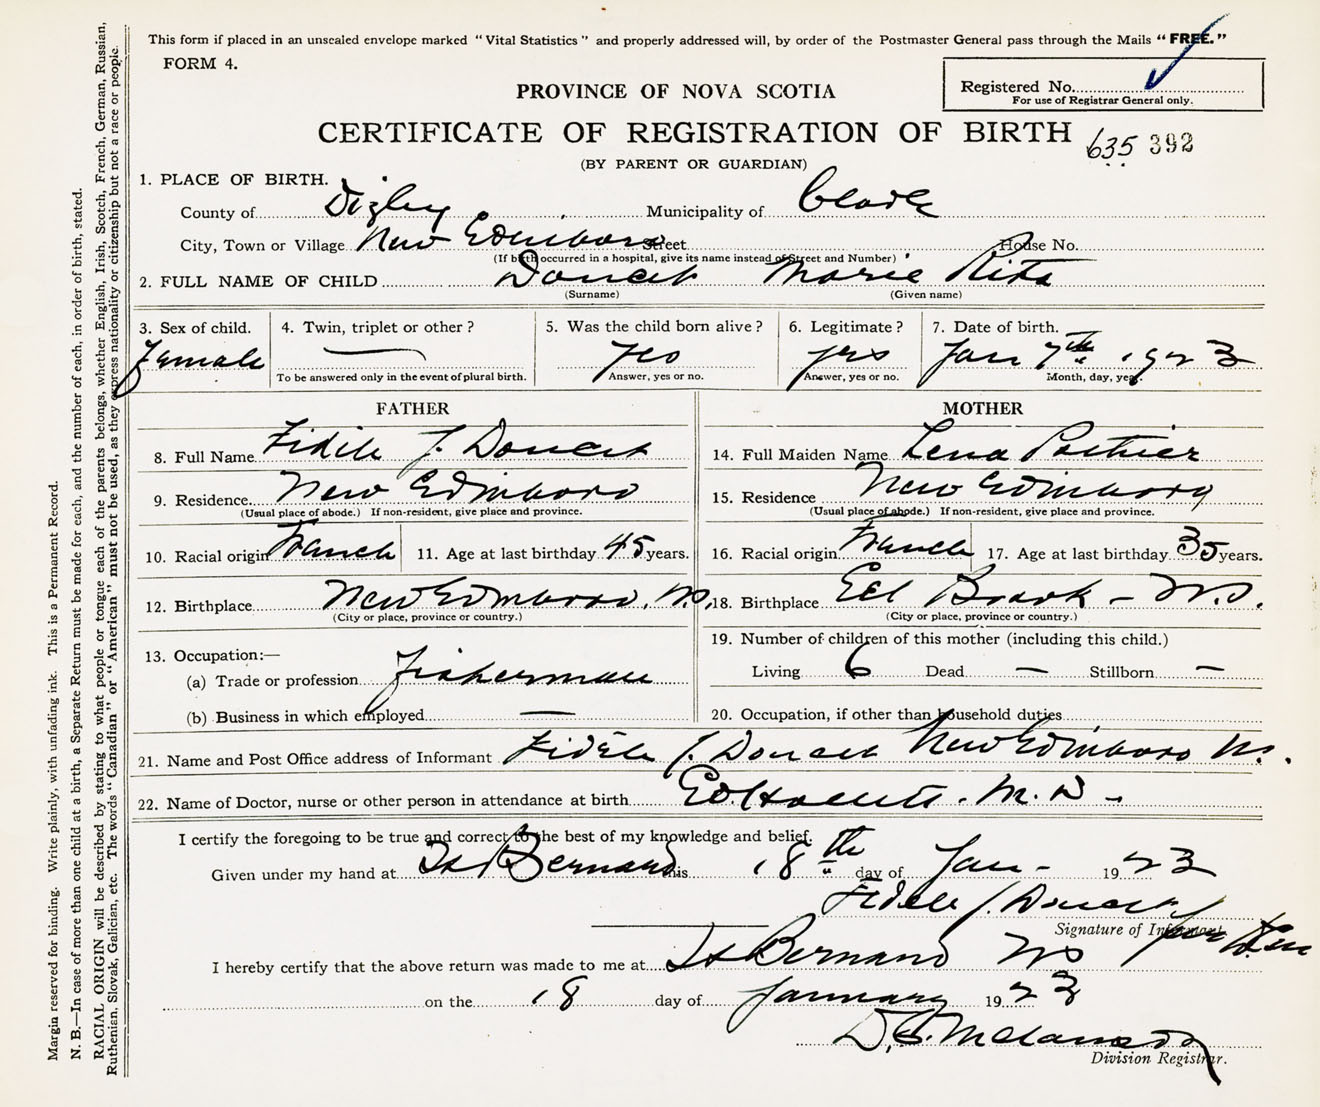 This form if placed in an unsealed envelope marked "Vital Statistics" and properly addressed will, by order of the Postmaster General pass through the Mails "FREE."
FORM 4.
Registered No.
For use of Registrar General only.
PROVINCE OF NOVA SCOTIA
CERTIFICATE OF REGISTRATION OF BIRTH 635 392
(BY PARENT OR GUARDIAN)
1. PLACE OF BIRTH.
County of Digby Municipality of Clare
City, Town or Village New Edinboro Street House No.
(If birth occurred in a hospital, give its name instead of Street and Number)
2. FULL NAME OF CHILD Doucet Marie Rita
(Surname) (Given name)
3. Sex of child. 4. Twin, triplet or other? 5. Was the child born alive? 6. Legitimate? 7. Date of birth.
Female — yes yes Jan 7th 1923
To be answered only in the event of plural birth. Answer, yes or no. Answer, yes or no. Month, day, year.
FATHER MOTHER
8. Full Name Fidèle J. Doucet 14. Full Maiden Name Lena Pothier
9. Residence New Edinboro 15. Residence New Edinboro
(Usual place of abode.) If non-resident, give place and province. (Usual place of abode.) If non-resident, give place and province.
10. Racial origin French 11. Age at last birthday 45 years. 16. Racial origin French 17. Age at last birthday 35 years.
12. Birthplace New Edinboro. N.S. 18. Birthplace Eel Brook – N.S.
(City or place, province or country.) (City or place, province or country.)
19. Number of children of this mother (including this child.)
13. Occupation:—
(a) Trade or profession Fisherman Living 6 Dead — Stillborn —
(b) Business in which employed — 20. Occupation, if other than household duties
21. Name and Post Office address of Informant Fidèle J. Doucet New Edinboro N.S.
22. Name of Doctor, nurse or other person in attendance at birth M.D –
I certify the foregoing to be true and correct to the best of my knowledge and belief.
Given under my hand at St Bernard this 18th day of Jan – 1923
Fidele J. Doucet
Signature of Informant per
I hereby certify that the above return was made to me at St Bernard NS
on the 18 day of January 1923
Division Registrar.
Margin reserved for binding. Write plainly, with unfading ink. This is a Permanent Record.
N. B.—In case of more than one child at a birth, a Separate Return must be made for each, and the number of each, in order of birth, stated.
RACIAL ORIGIN will be described by stating to what people or tongue each of the parents belongs, whether English, Irish, Scotch, French, German, Russian,
Ruthenian, Slovak, Galician, etc. The words "Canadian" or "American" must not be used, as they express nationality or citizenship but not a race or people.